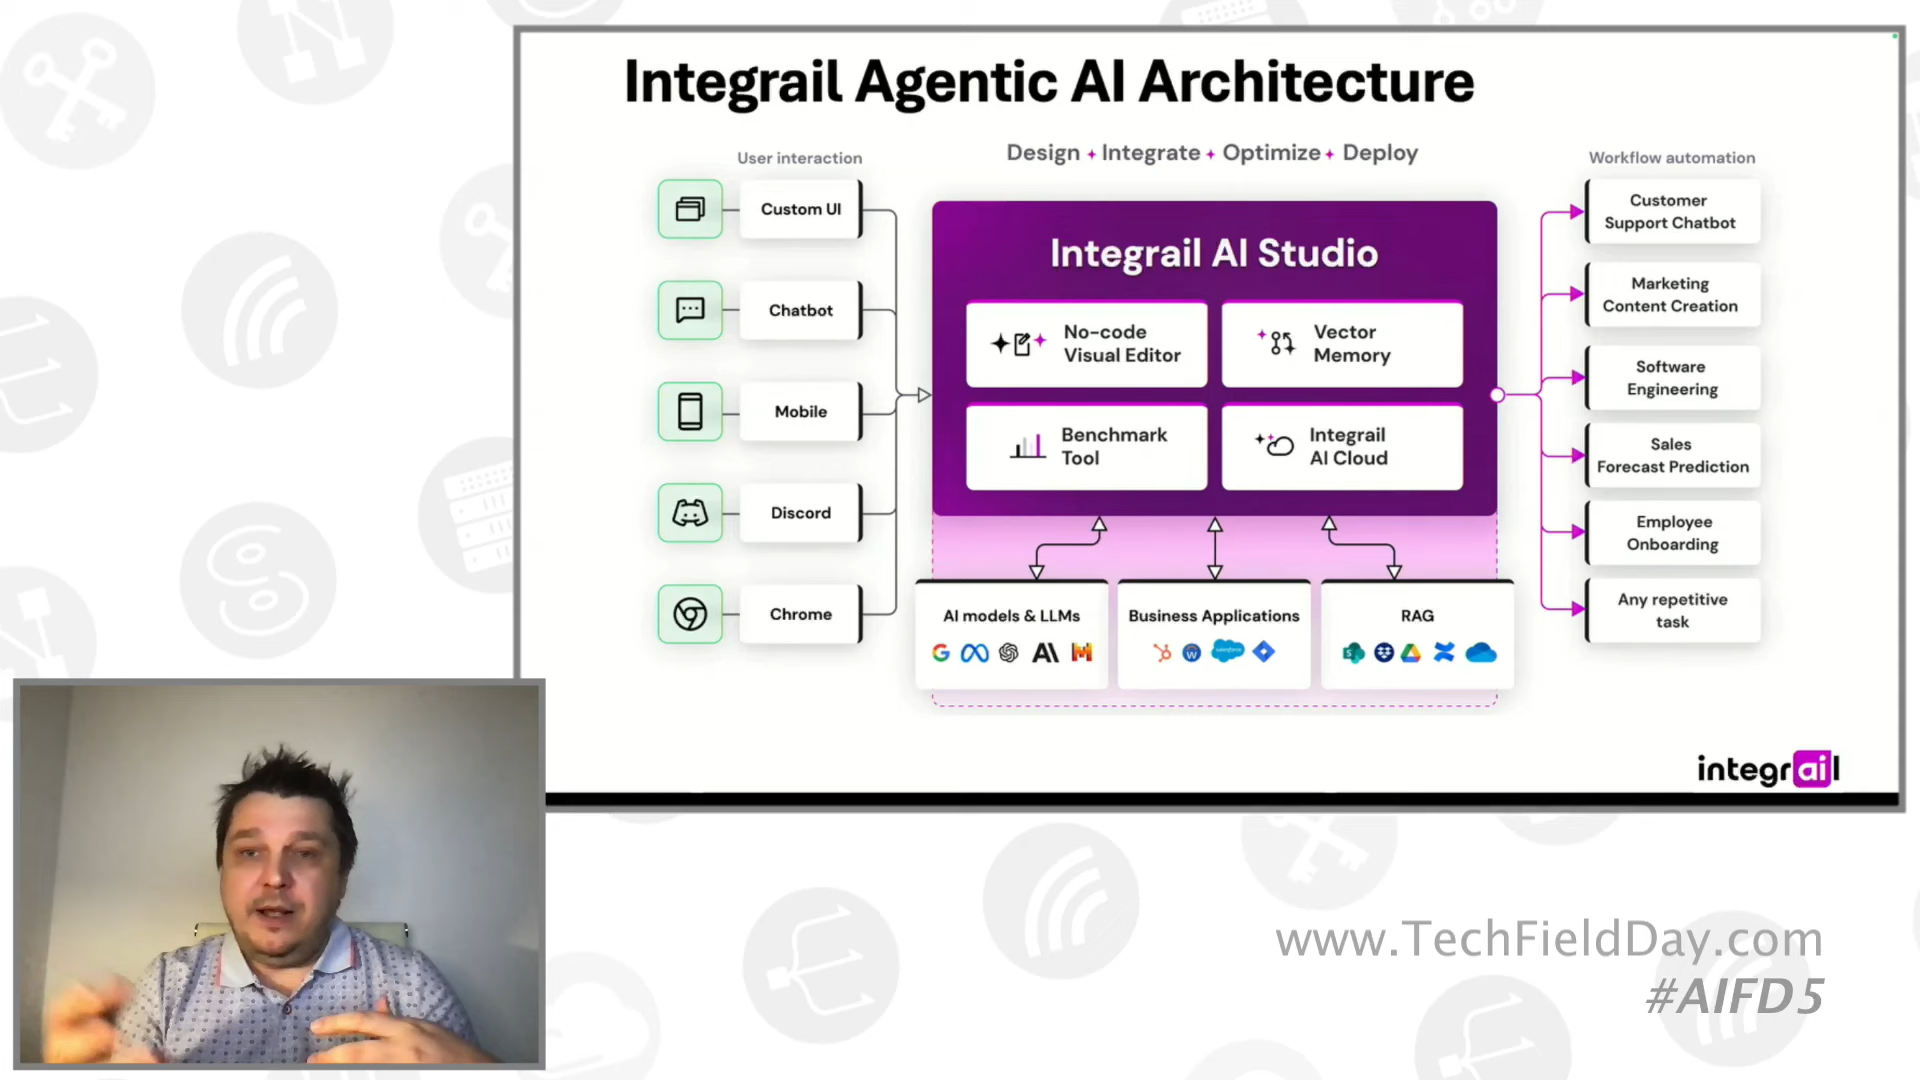 Integrail Agentic AI Architecture
Design + Integrate + Optimize + Deploy
User interaction
Custom UI
Chatbot
Mobile
Discord
Chrome
Integrail AI Studio
No-code
Visual Editor
Vector
Memory
Benchmark
Tool
Integrail
AI Cloud
AI models & LLMs
Business Applications
salesforce
RAG
Workflow automation
Customer
Support Chatbot
Marketing
Content Creation
Software
Engineering
Sales
Forecast Prediction
Employee
Onboarding
Any repetitive
task
integrail
www.TechFieldDay.com
#AIFD5